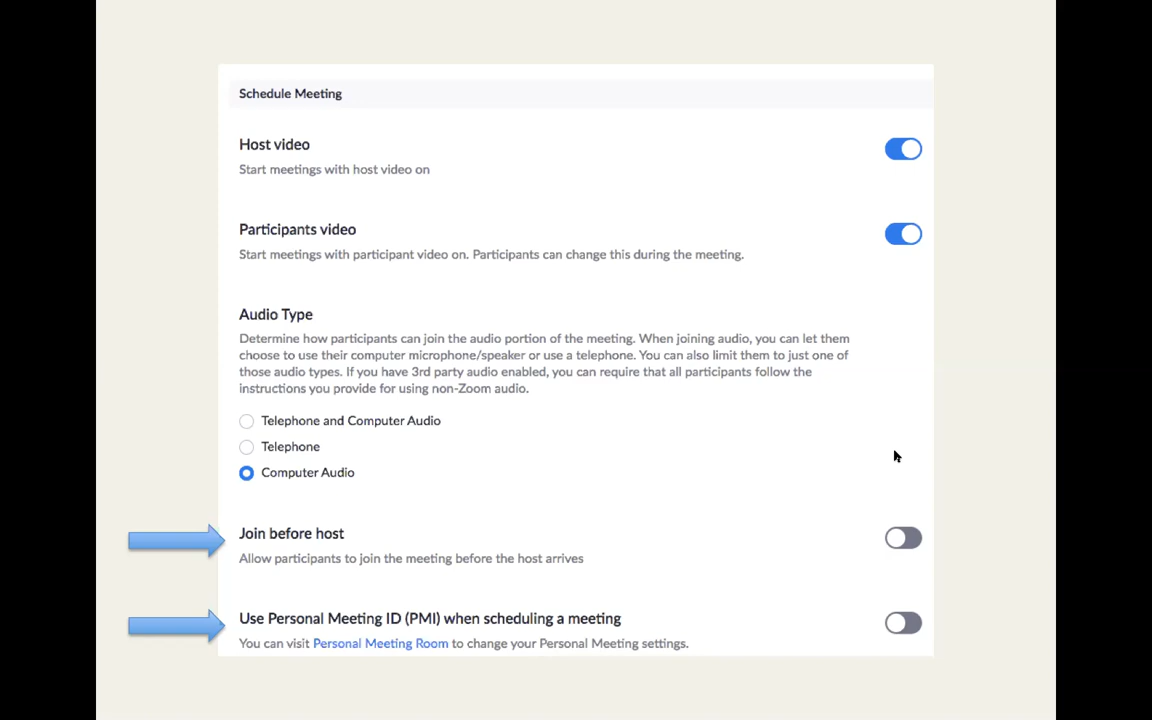 Schedule Meeting
Host video
Start meetings with host video on
Participants video
Start meetings with participant video on. Participants can change this during the meeting.
Audio Type
Determine how participants can join the audio portion of the meeting. When joining audio, you can let them
choose to use their computer microphone/speaker or use a telephone. You can also limit them to just one of
those audio types. If you have 3rd party audio enabled, you can require that all participants follow the
instructions you provide for using non-Zoom audio.
Telephone and Computer Audio
Telephone
Computer Audio
Join before host
Allow participants to join the meeting before the host arrives
Use Personal Meeting ID (PMI) when scheduling a meeting
You can visit Personal Meeting Room to change your Personal Meeting settings.